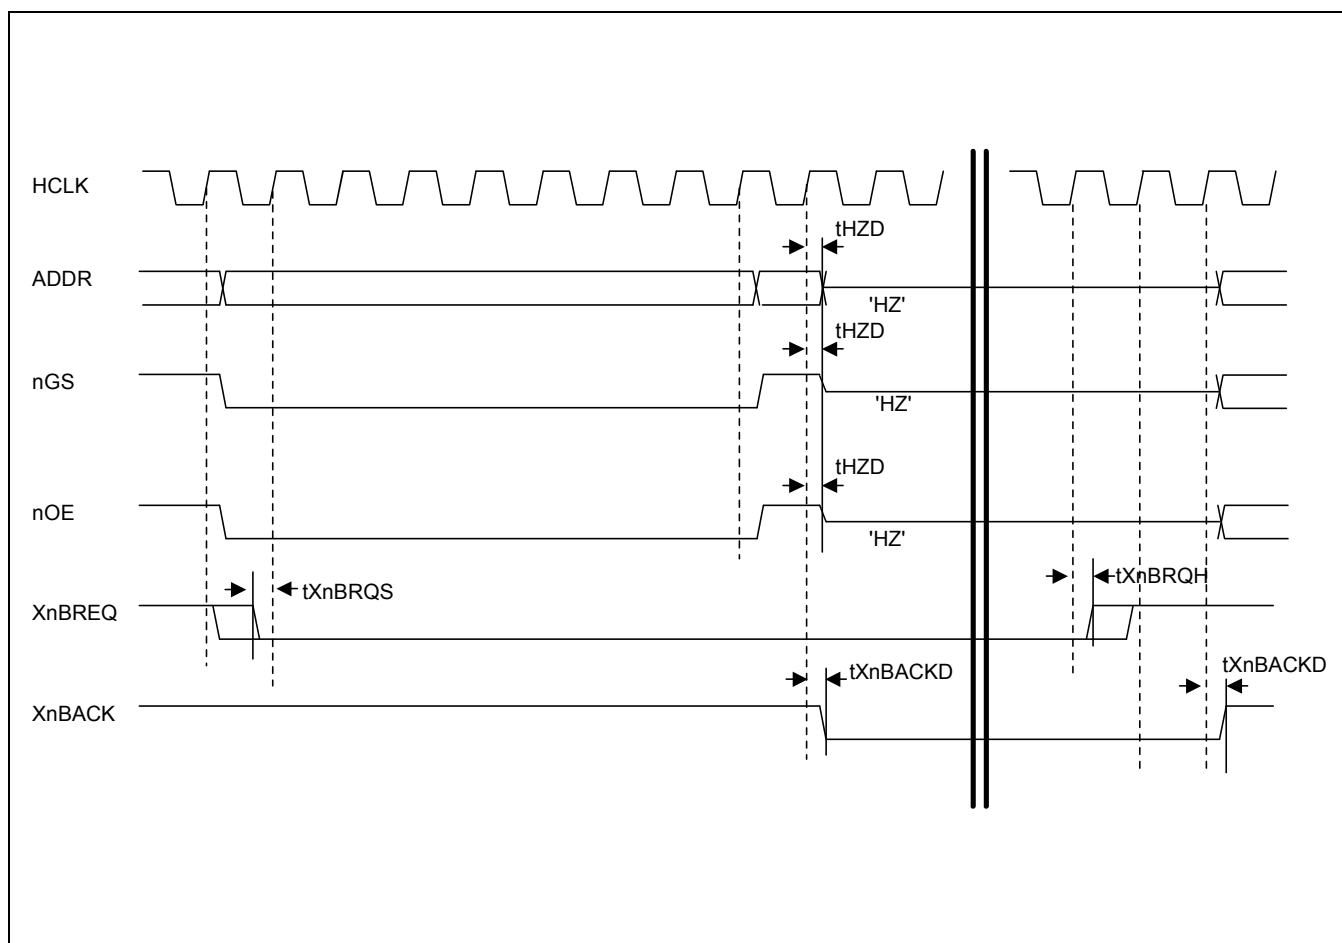 HCLK
tHZD
ADDR
'HZ'
tHZD
nGS
'HZ'
tHZD
nOE
'HZ'
tXnBRQS
tXnBRQH
XnBREQ
tXnBACKD
tXnBACKD
XnBACK